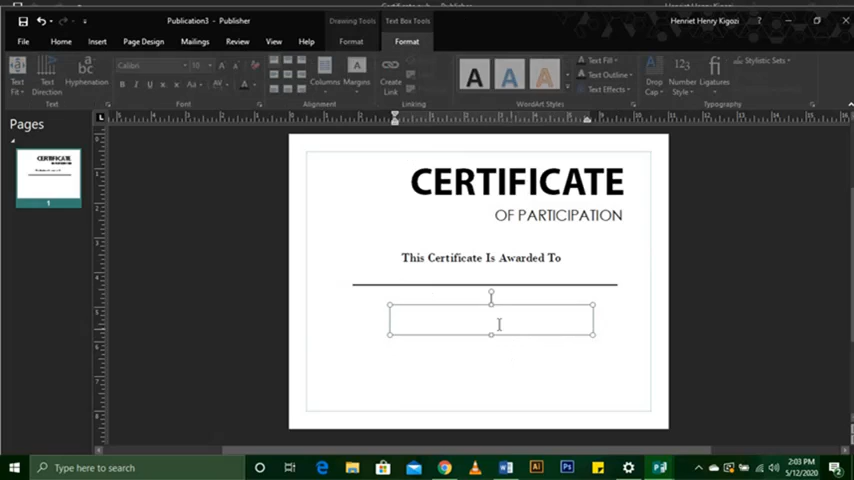 Publication3 - Publisher
Drawing Tools
Text Box Tools
Henriet Henry Kigozi
File
Home
Insert
Page Design
Mailings
Review
View
Help
Format
Format
Text Fit
Text Direction
Hyphenation
Calibri
10
Columns
Margins
Create Link
Text Fill
Text Outline
Text Effects
Drop Cap
Number Style
Ligatures
Stylistic Sets
Text
Font
Alignment
Linking
WordArt Styles
Typography
Pages
1
CERTIFICATE
OF PARTICIPATION
This Certificate Is Awarded To
Type here to search
2:03 PM
5/12/2020